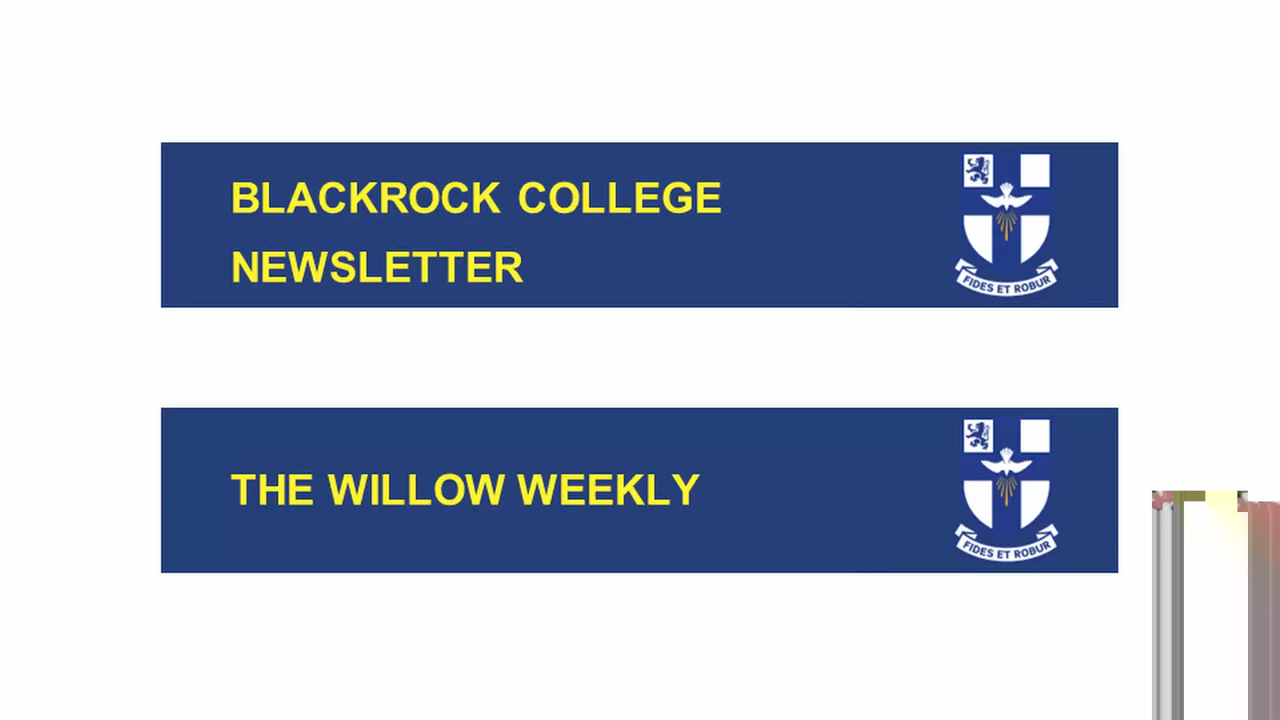 BLACKROCK COLLEGE
NEWSLETTER
FIDES ET ROBUR
THE WILLOW WEEKLY
FIDES ET ROBUR